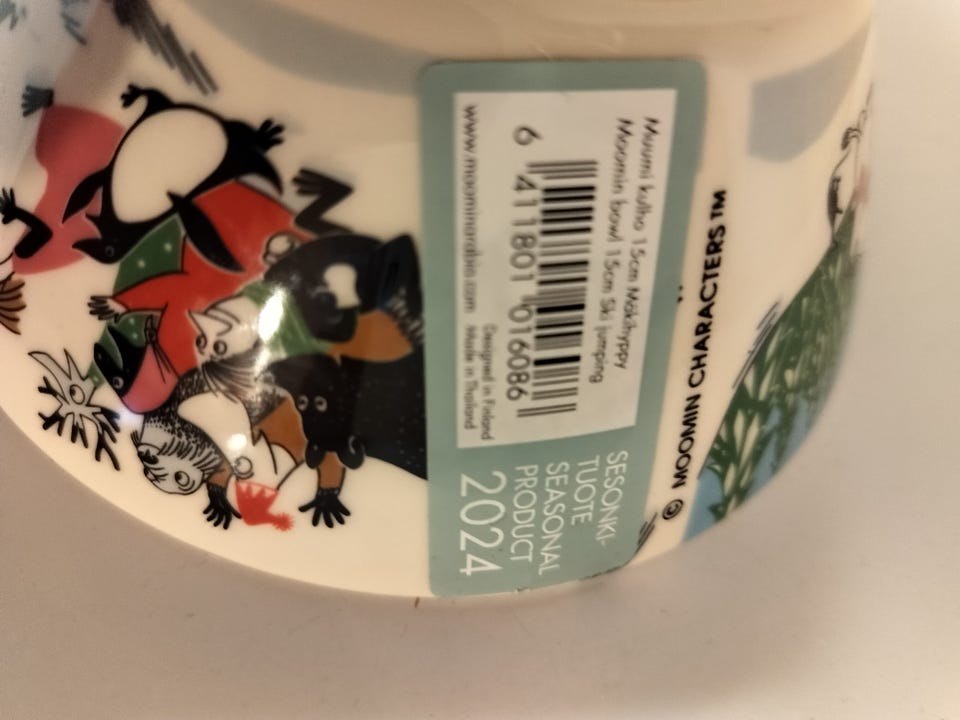 Muumi kulho 15cm Mäkihyppy
Moomin bowl 15cm Ski jumping
6 411801 016086
Designed in Finland
www.moominarabia.com Made in Thailand
SESONKI-
TUOTE
SEASONAL
PRODUCT
2024
© MOOMIN CHARACTERS™